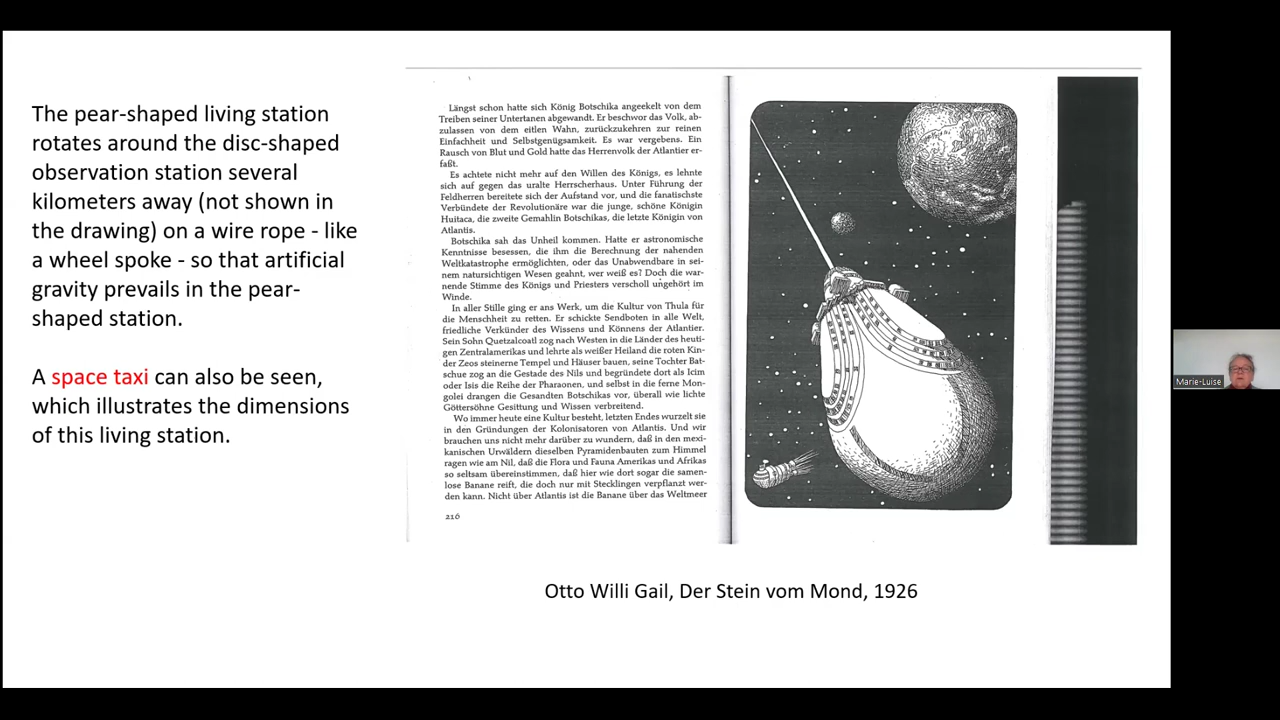 The pear-shaped living station
rotates around the disc-shaped
observation station several
kilometers away (not shown in
the drawing) on a wire rope - like
a wheel spoke - so that artificial
gravity prevails in the pear-
shaped station.
A space taxi can also be seen,
which illustrates the dimensions
of this living station.
Längst schon hatte sich König Botschika angeekelt von dem
Treiben seiner Untertanen abgewandt. Er beschwor das Volk, ab-
zulassen von dem eitlen Wahn, zurückzukehren zur reinen
Einfachheit und Selbstgenügsamkeit. Es war vergebens. Ein
Rausch von Blut und Gold hatte das Herrenvolk der Atlantier er-
faßt.
Es achtete nicht mehr auf den Willen des Königs, es lehnte
sich auf gegen das uralte Herrscherhaus. Unter Führung der
Feldherren bereitete sich der Aufstand vor, und die fanatischste
Verbündete der Revolutionäre war die junge, schöne Königin
Huitaca, die zweite Gemahlin Botschikas, die letzte Königin von
Atlantis.
Botschika sah das Unheil kommen. Hatte er astronomische
Kenntnisse besessen, die ihm die Berechnung der nahenden
Weltkatastrophe ermöglichten, oder das Unabwendbare in sei-
nem natursichtigen Wesen geahnt, wer weiß es? Doch die war-
nende Stimme des Königs und Priesters verscholl ungehört im
Winde.
In aller Stille ging er ans Werk, um die Kultur von Thula für
die Menschheit zu retten. Er schickte Sendboten in alle Welt,
friedliche Verkünder des Wissens und Könnens der Atlantier.
Sein Sohn Quetzalcoatl zog nach Westen in die Länder des heuti-
gen Zentralamerikas und lehrte als weißer Heiland die roten Kin-
der Zeos steinerne Tempel und Häuser bauen, seine Tochter Bat-
schue zog an die Gestade des Nils und begründete dort als Icim
oder Isis die Reihe der Pharaonen, und selbst in die ferne Mon-
golei drangen die Gesandten Botschikas vor, überall wie lichte
Göttersöhne Gesittung und Wissen verbreitend.
Wo immer heute eine Kultur besteht, letzten Endes wurzelt sie
in den Gründungen der Kolonisatoren von Atlantis. Und wir
brauchen uns nicht mehr darüber zu wundern, daß in den mexi-
kanischen Urwäldern dieselben Pyramidenbauten zum Himmel
ragen wie am Nil, daß die Flora und Fauna Amerikas und Afrikas
so seltsam übereinstimmen, daß hier wie dort sogar die samen-
lose Banane reift, die doch nur mit Stecklingen verpflanzt wer-
den kann. Nicht über Atlantis ist die Banane über das Weltmeer
216
Otto Willi Gail, Der Stein vom Mond, 1926
Marie-Luise